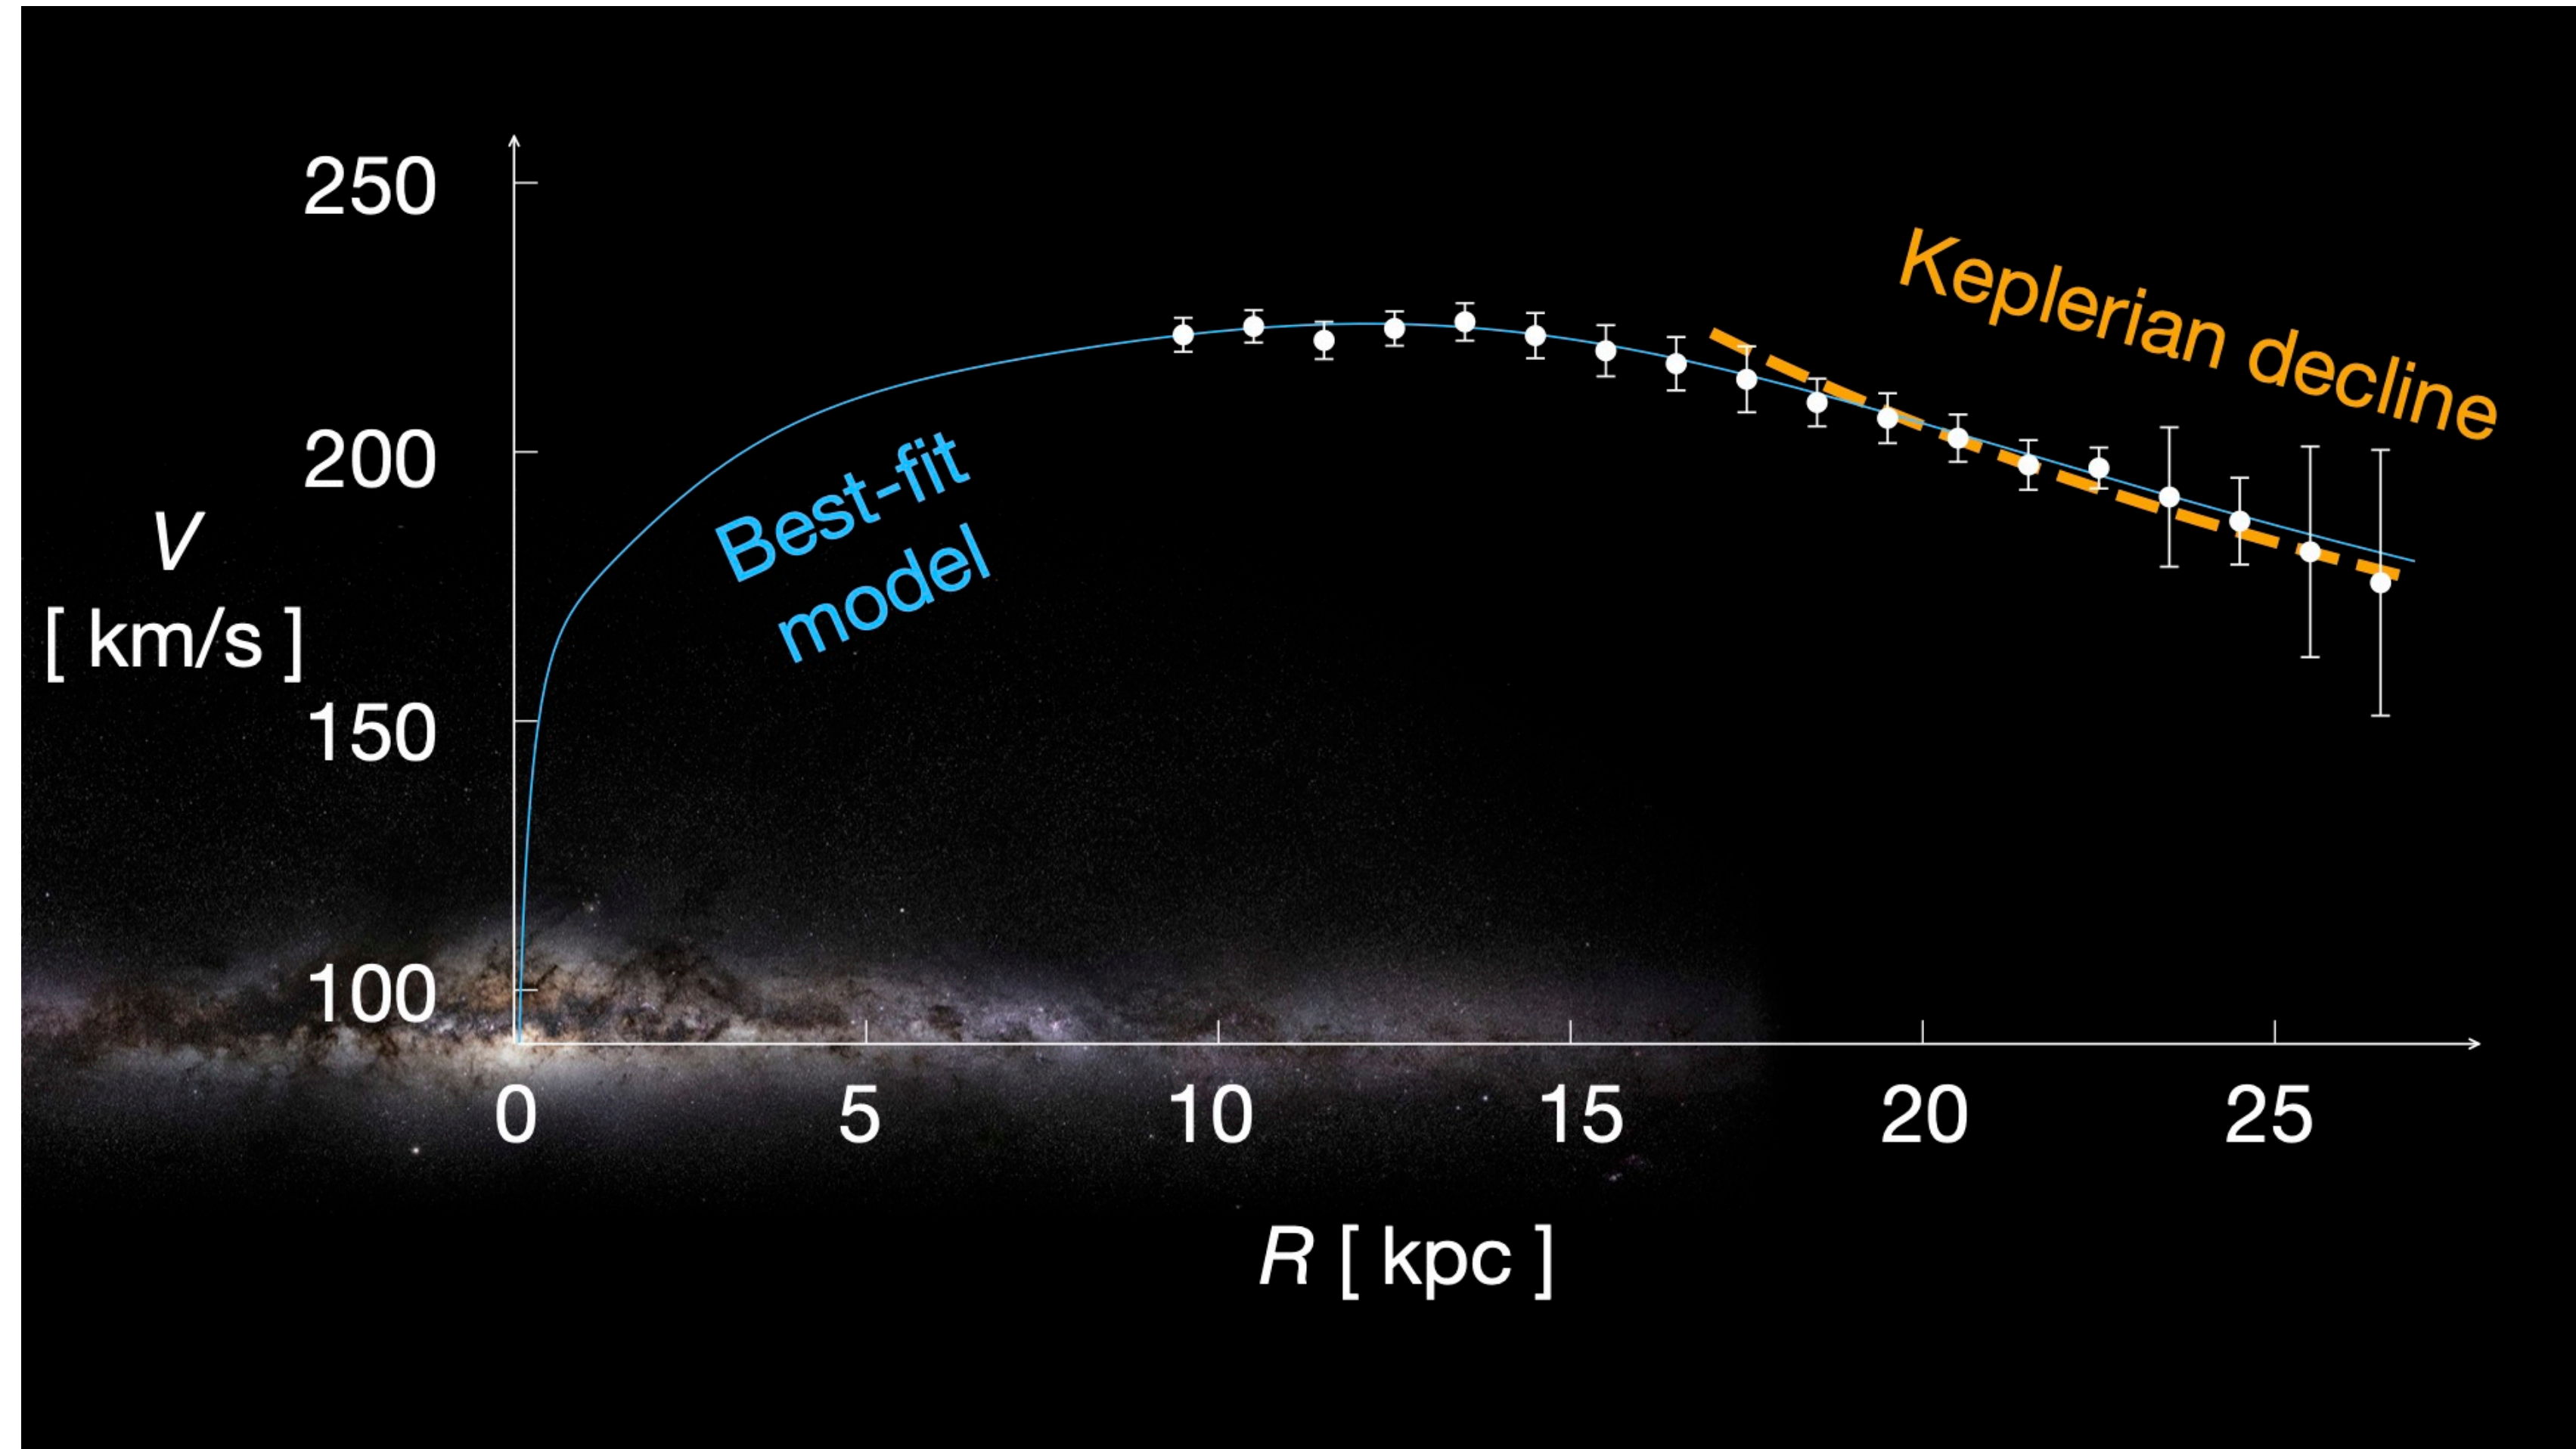 250
200
150
100
V
[ km/s ]
Best-fit
model
Keplerian decline
0 5 10 15 20 25
R [ kpc ]